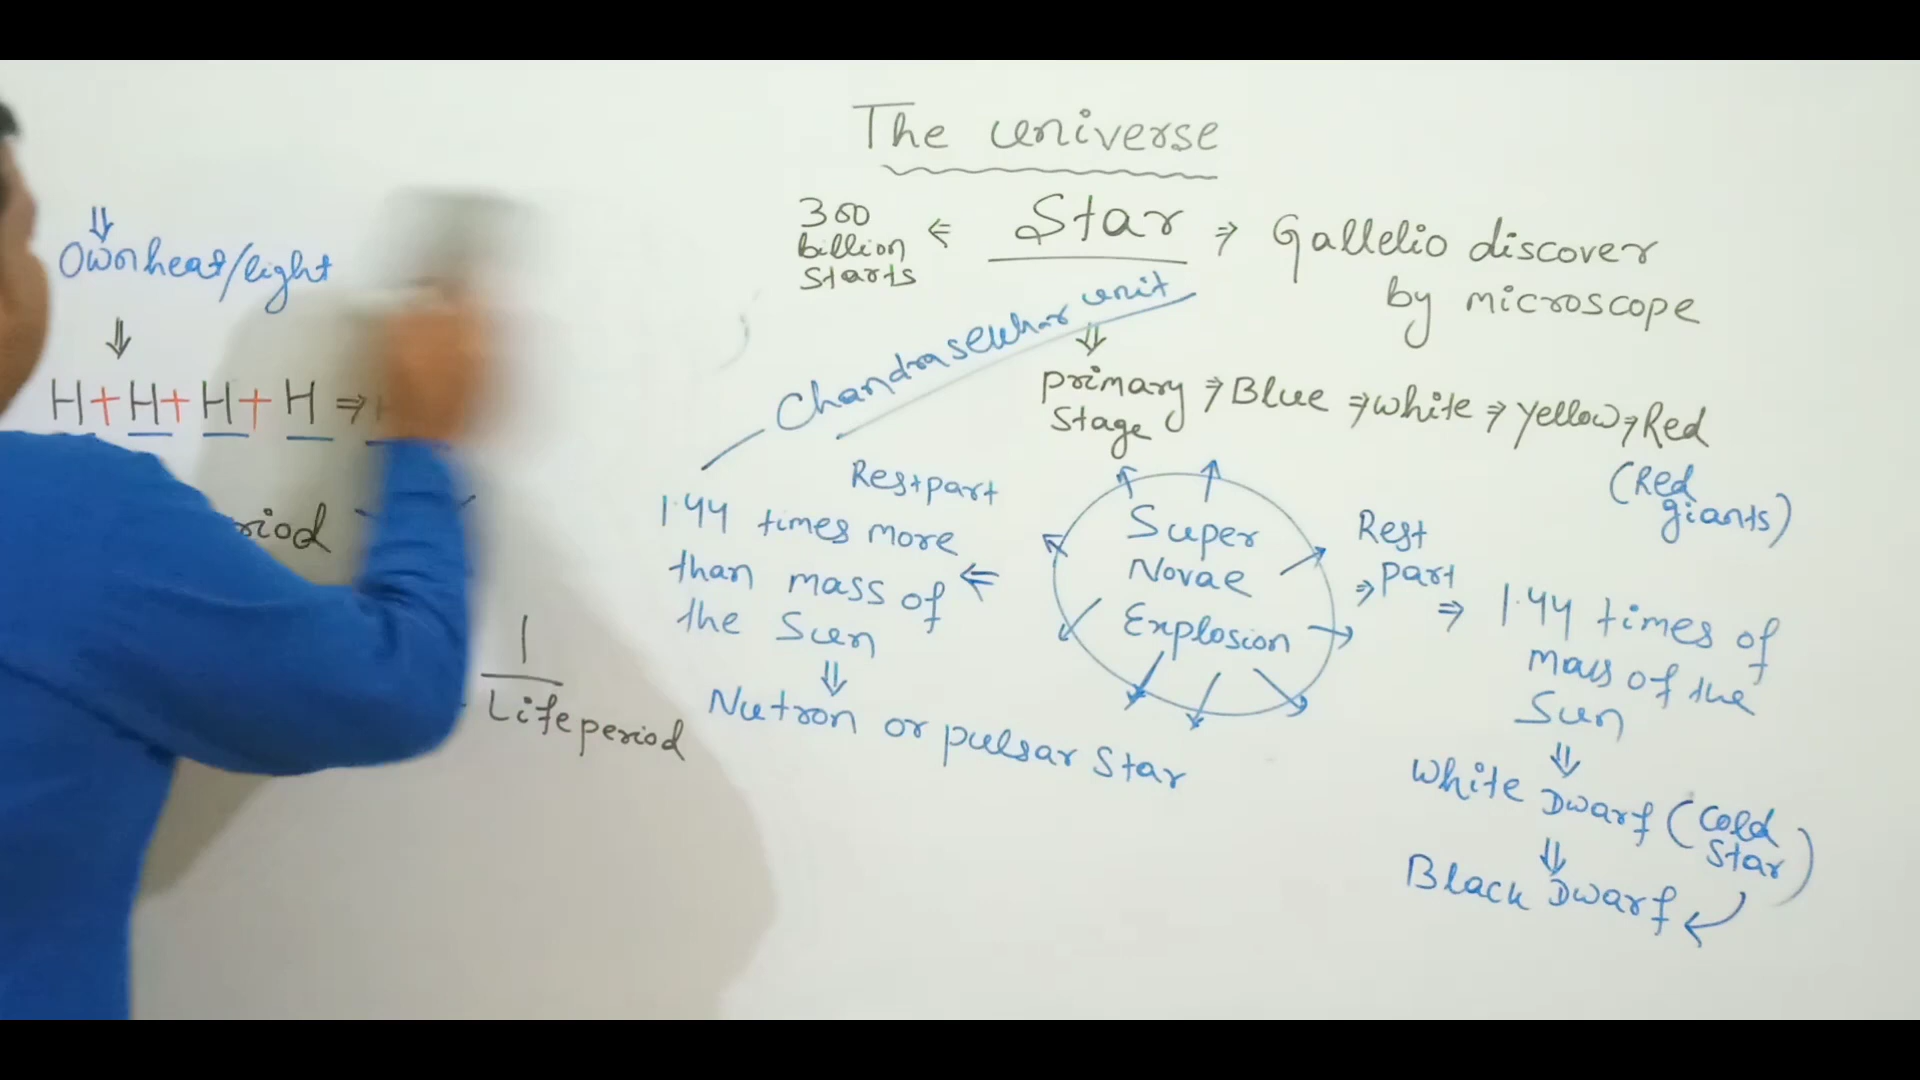 The universe
300
billion
starts
⇐ Star ⇒ Gallelio discover
by microscope
⇓
Own heat/light
⇓
H+H+H+H ⇒
riod
1
Life period
Chandrasekhar unit
⇓
primary
Stage
⇒ Blue ⇒ white ⇒ yellow ⇒ Red
(Red
giants)
Super
Novae
Explosion
Rest part
1.44 times more
than mass of ⇐
the Sun
⇓
Nutron or pulsar Star
Rest
⇒ part ⇒
1.44 times of
mass of the
Sun
⇓
White Dwarf (Cold
Star)
⇓
Black Dwarf